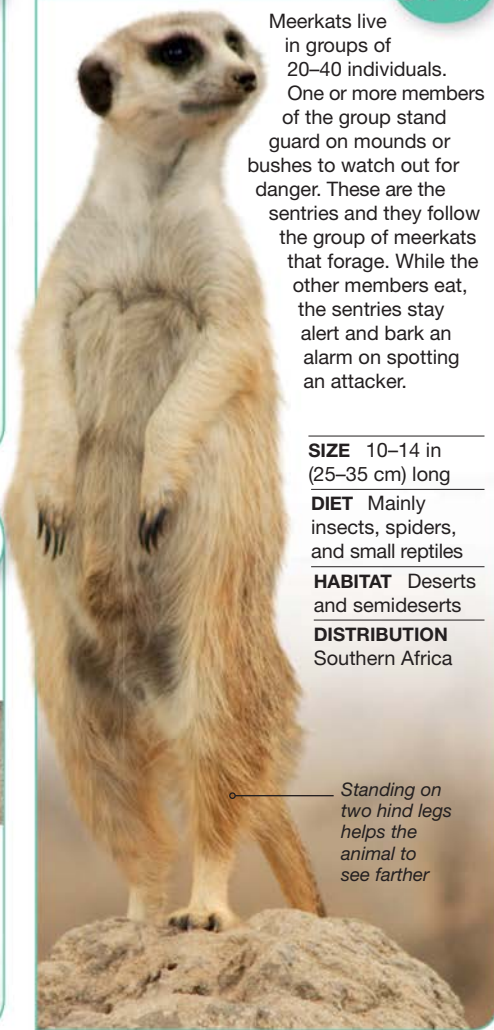 Meerkats live
in groups of
20–40 individuals.
One or more members
of the group stand
guard on mounds or
bushes to watch out for
danger. These are the
sentries and they follow
the group of meerkats
that forage. While the
other members eat,
the sentries stay
alert and bark an
alarm on spotting
an attacker.
SIZE 10–14 in
(25–35 cm) long
DIET Mainly
insects, spiders,
and small reptiles
HABITAT Deserts
and semideserts
DISTRIBUTION
Southern Africa
Standing on
two hind legs
helps the
animal to
see farther